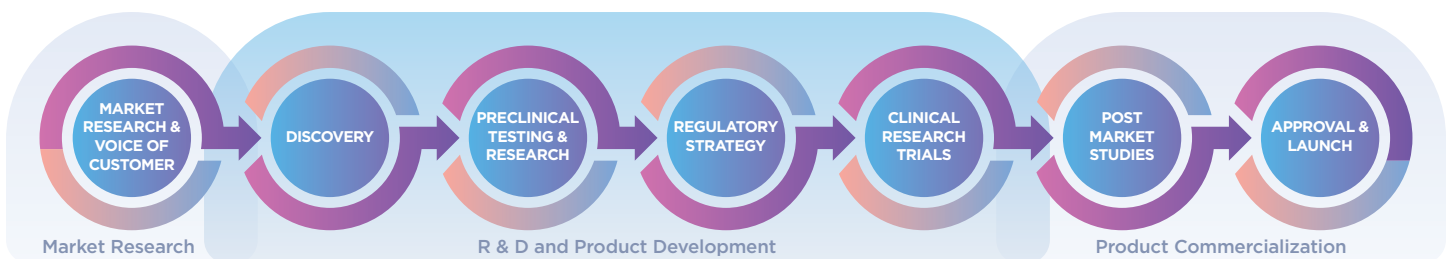 MARKET
RESEARCH &
VOICE OF
CUSTOMER
DISCOVERY
PRECLINICAL
TESTING &
RESEARCH
REGULATORY
STRATEGY
CLINICAL
RESEARCH
TRIALS
POST
MARKET
STUDIES
APPROVAL &
LAUNCH
Market Research
R & D and Product Development
Product Commercialization